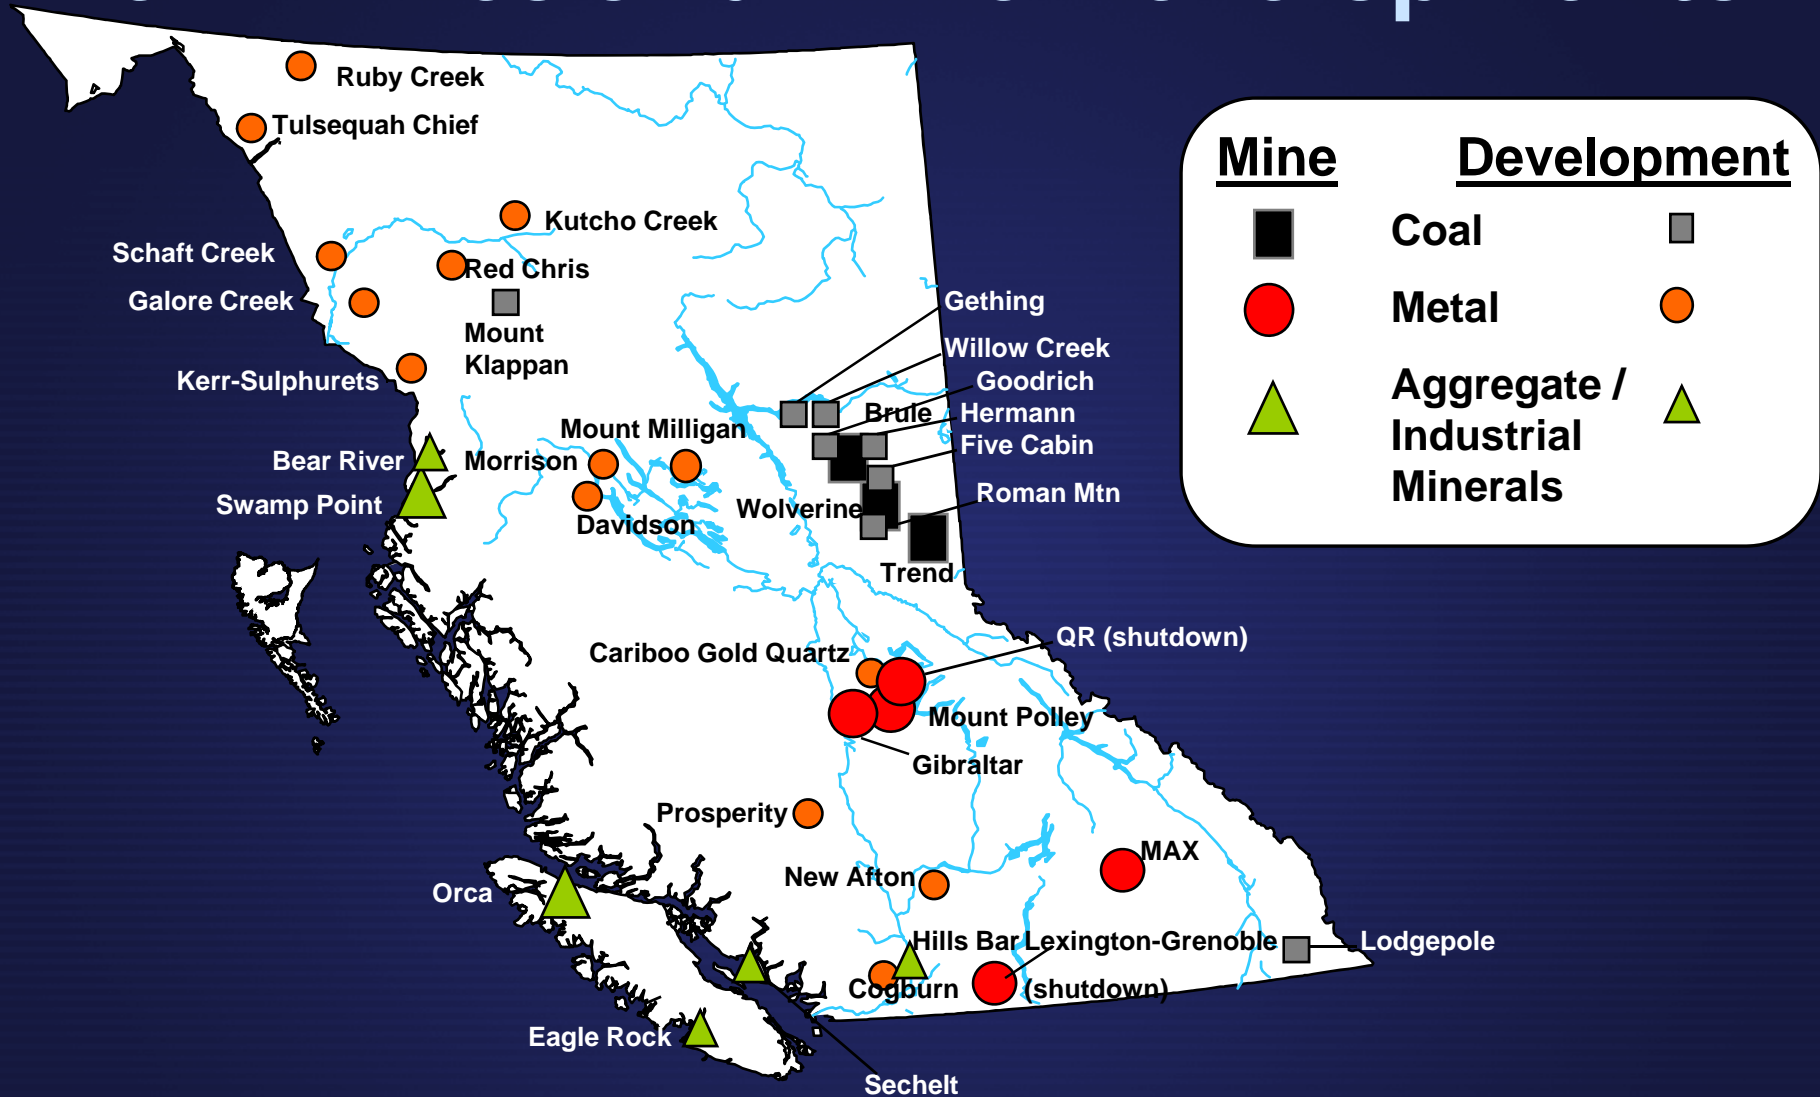 Ruby Creek
Tulsequah Chief
Kutcho Creek
Schaft Creek
Red Chris
Galore Creek
Mount
Klappan
Kerr-Sulphurets
Mine
Development
Coal
Metal
Aggregate /
Industrial
Minerals
Gething
Willow Creek
Goodrich
Brule
Hermann
Five Cabin
Roman Mtn
Mount Milligan
Bear River
Morrison
Swamp Point
Davidson
Wolverine
Trend
QR (shutdown)
Cariboo Gold Quartz
Mount Polley
Gibraltar
Prosperity
MAX
New Afton
Orca
Hills Bar
Lexington-Grenoble
(shutdown)
Lodgepole
Cogburn
Eagle Rock
Sechelt